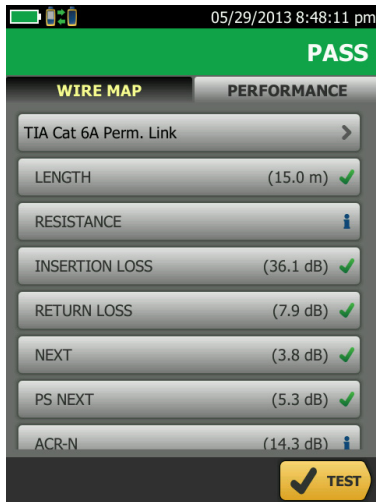 05/29/2013 8:48:11 pm
PASS
WIRE MAP PERFORMANCE
TIA Cat 6A Perm. Link
LENGTH (15.0 m)
RESISTANCE
INSERTION LOSS (36.1 dB)
RETURN LOSS (7.9 dB)
NEXT (3.8 dB)
PS NEXT (5.3 dB)
ACR-N (14.3 dB)
TEST